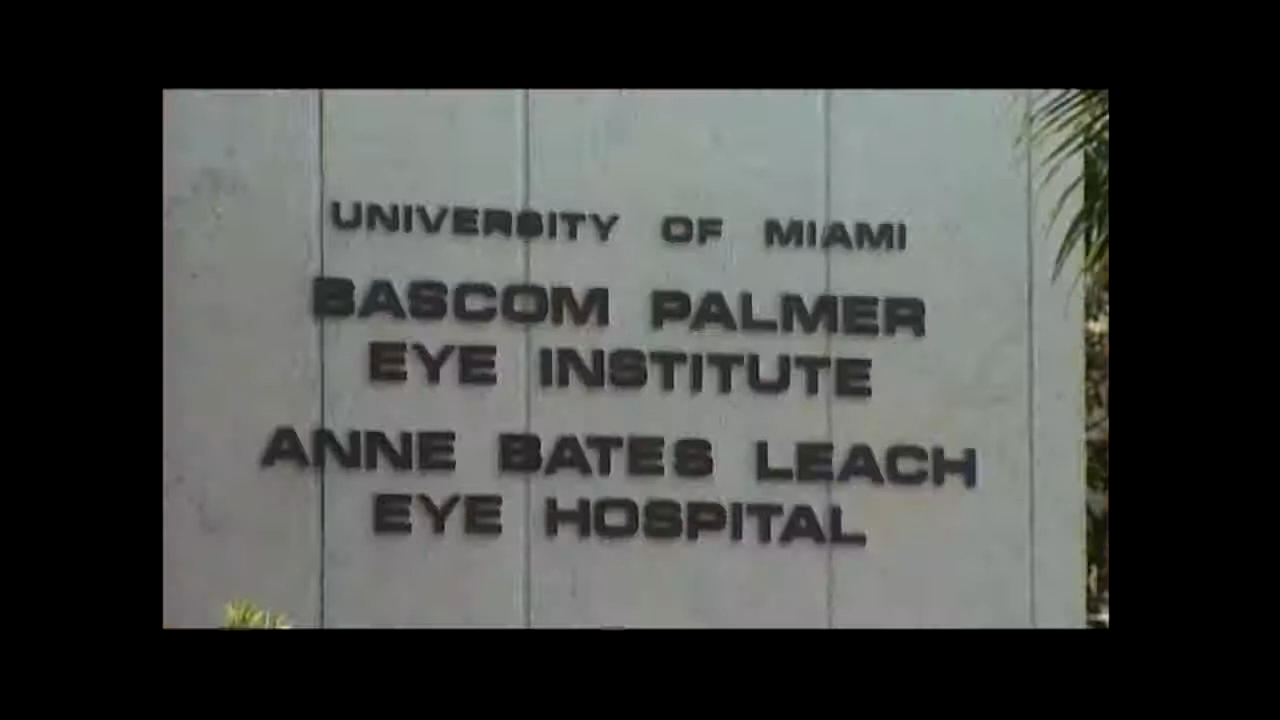 UNIVERSITY OF MIAMI
BASCOM PALMER
EYE INSTITUTE
ANNE BATES LEACH
EYE HOSPITAL